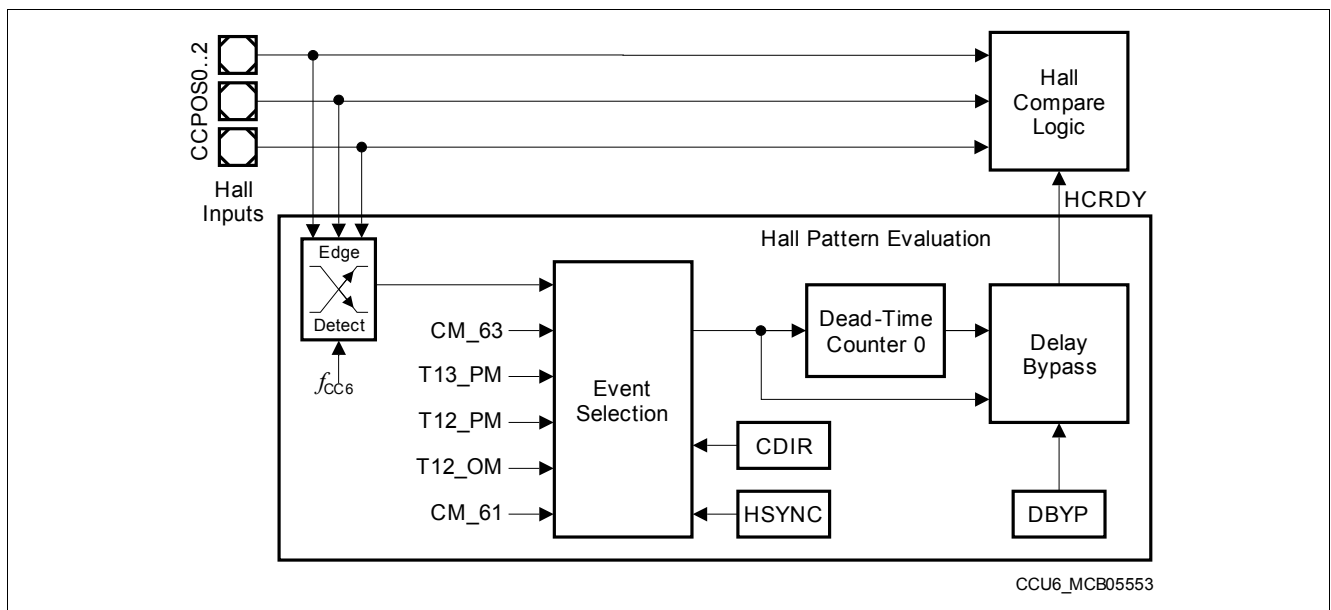 CCPOS0..2
Hall
Inputs
Hall
Compare
Logic
HCRDY
Hall Pattern Evaluation
Edge
Detect
fCC6
CM_63
T13_PM
T12_PM
T12_OM
CM_61
Event
Selection
Dead-Time
Counter 0
Delay
Bypass
CDIR
HSYNC
DBYP
CCU6_MCB05553